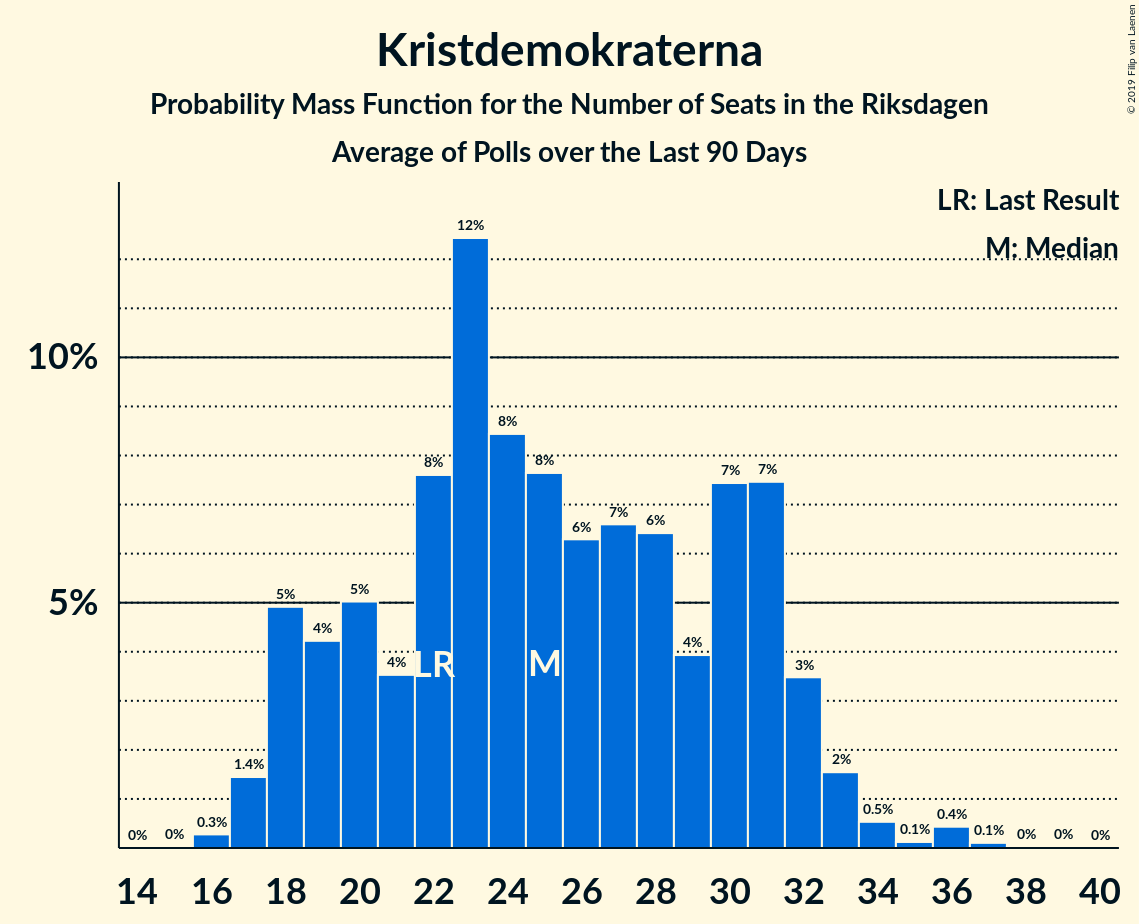 Kristdemokraterna
Probability Mass Function for the Number of Seats in the Riksdagen
Average of Polls over the Last 90 Days
© 2019 Filip van Laenen
LR: Last Result
M: Median
10%
5%
0% 0% 0.3% 1.4% 5% 4% 5% 4% 8% 12% 8% 8% 6% 7% 6% 4% 7% 7% 3% 2% 0.5% 0.1% 0.4% 0.1% 0% 0% 0%
LR M
14 16 18 20 22 24 26 28 30 32 34 36 38 40